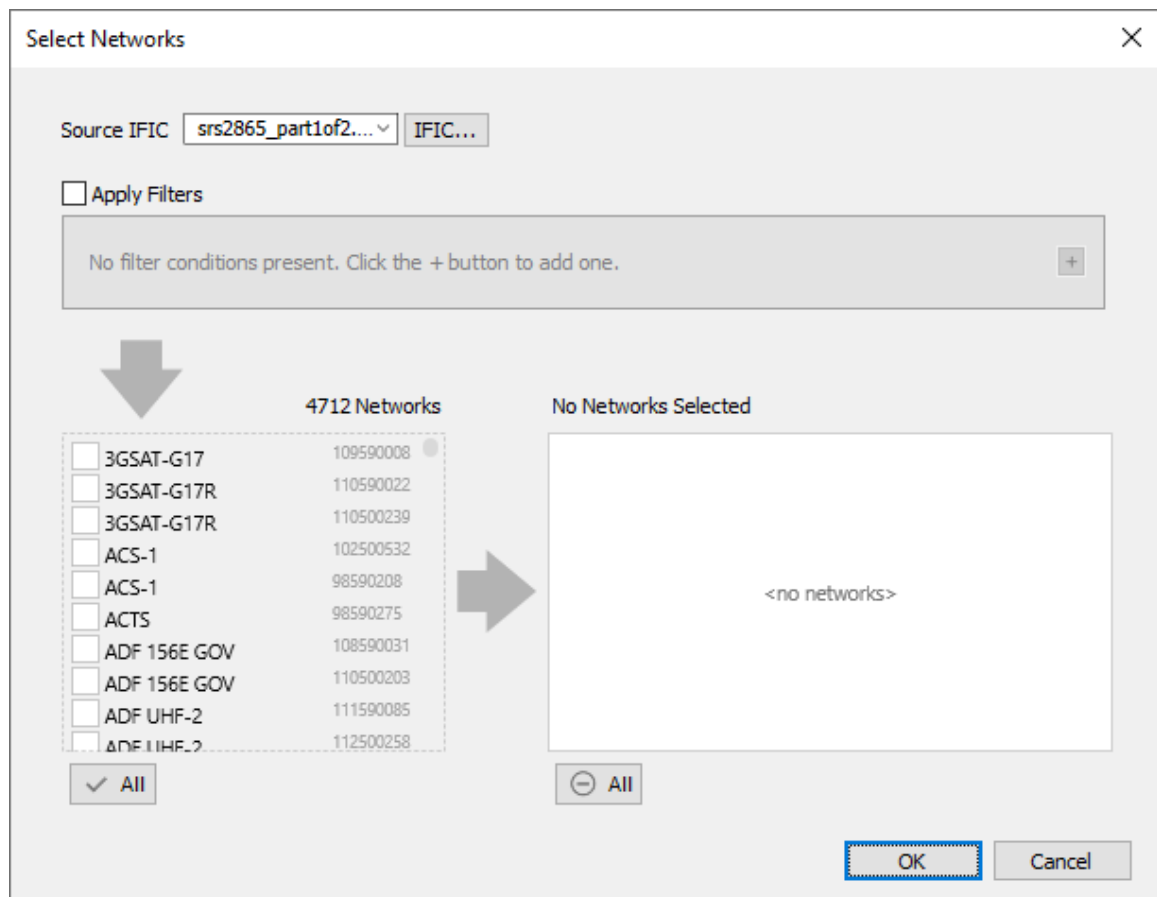 Select Networks
Source IFIC srs2865_part1of2.... IFIC...
Apply Filters
No filter conditions present. Click the + button to add one. +
4712 Networks No Networks Selected
3GSAT-G17 109590008
3GSAT-G17R 110590022
3GSAT-G17R 110500239
ACS-1 102500532
ACS-1 98590208
ACTS 98590275
ADF 156E GOV 108590031
ADF 156E GOV 110500203
ADF UHF-2 111590085
ADF UHF-2 112500258
<no networks>
All All
OK Cancel